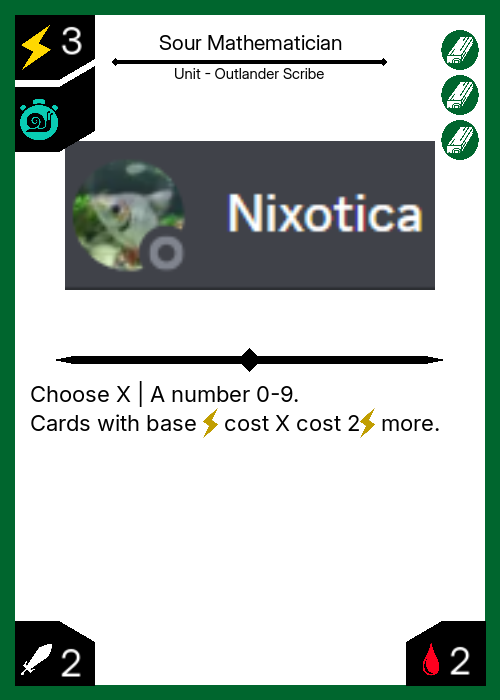 3
Sour Mathematician
Unit - Outlander Scribe
Nixotica
Choose X | A number 0-9.
Cards with base cost X cost 2 more.
2
2